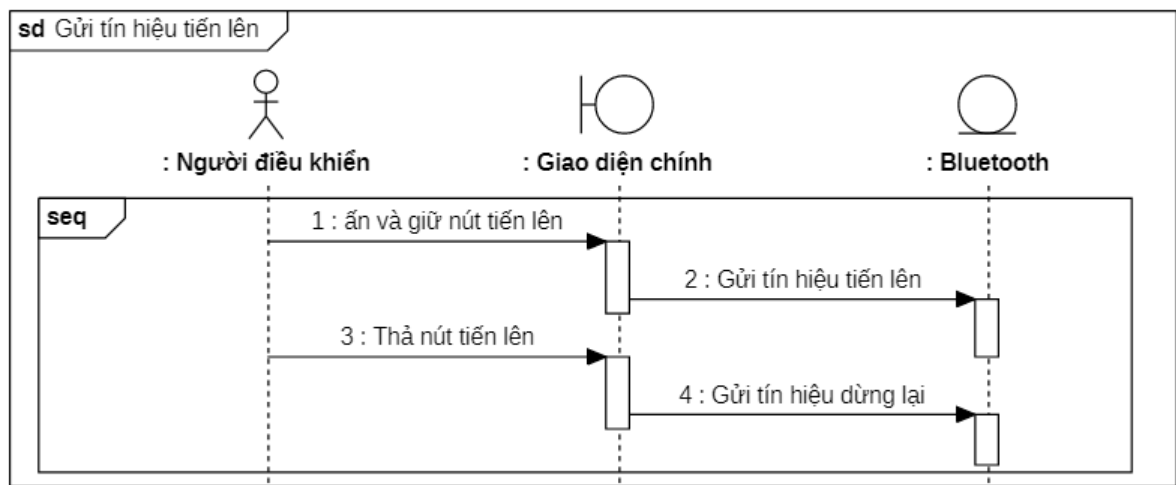 sd Gửi tín hiệu tiến lên
: Người điều khiển
: Giao diện chính
: Bluetooth
seq
1 : ấn và giữ nút tiến lên
2 : Gửi tín hiệu tiến lên
3 : Thả nút tiến lên
4 : Gửi tín hiệu dừng lại